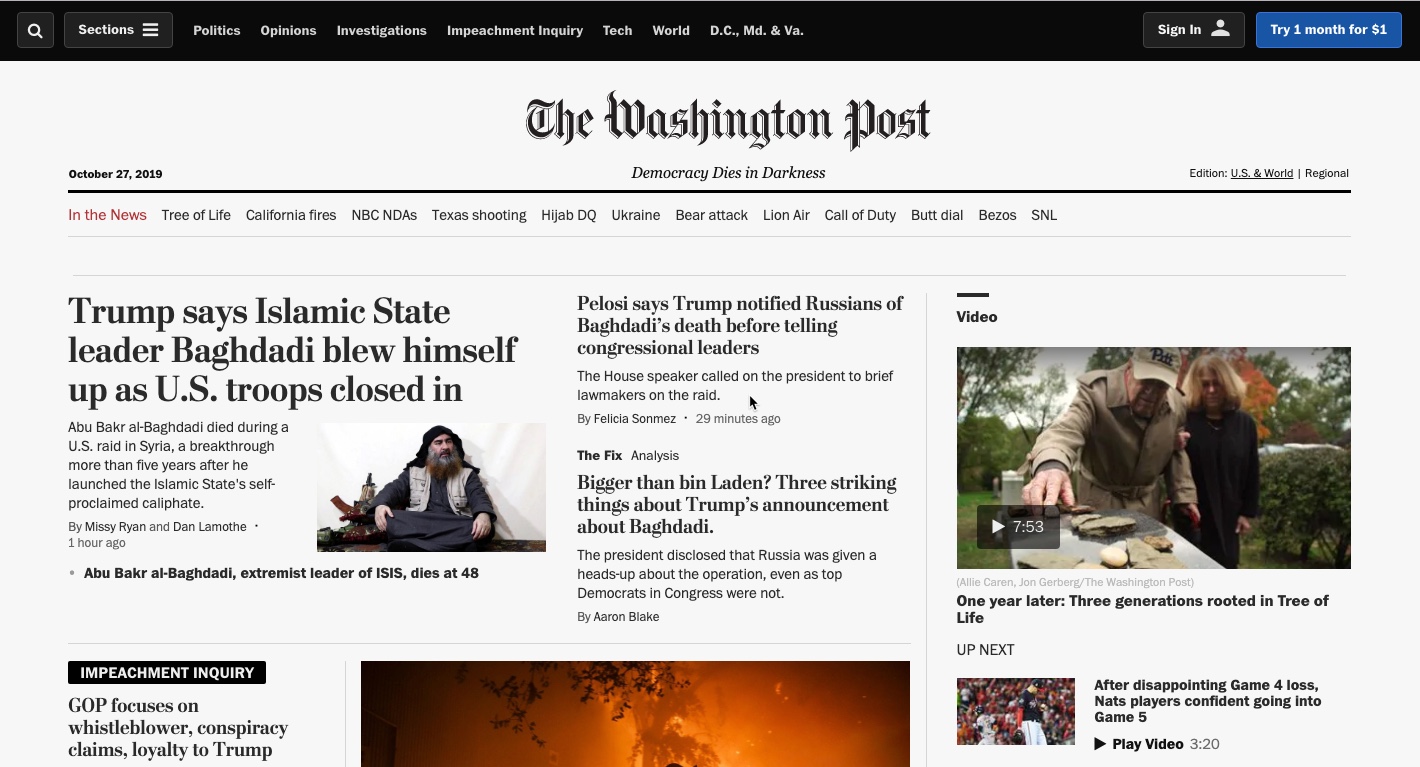 Sections
Politics
Opinions
Investigations
Impeachment Inquiry
Tech
World
D.C., Md. & Va.
Sign In
Try 1 month for $1
The Washington Post
October 27, 2019
Democracy Dies in Darkness
Edition: U.S. & World | Regional
In the News
Tree of Life
California fires
NBC NDAs
Texas shooting
Hijab DQ
Ukraine
Bear attack
Lion Air
Call of Duty
Butt dial
Bezos
SNL
Trump says Islamic State
leader Baghdadi blew himself
up as U.S. troops closed in
Abu Bakr al-Baghdadi died during a
U.S. raid in Syria, a breakthrough
more than five years after he
launched the Islamic State's self-
proclaimed caliphate.
By Missy Ryan and Dan Lamothe •
1 hour ago
• Abu Bakr al-Baghdadi, extremist leader of ISIS, dies at 48
Pelosi says Trump notified Russians of
Baghdadi’s death before telling
congressional leaders
The House speaker called on the president to brief
lawmakers on the raid.
By Felicia Sonmez • 29 minutes ago
The Fix Analysis
Bigger than bin Laden? Three striking
things about Trump’s announcement
about Baghdadi.
The president disclosed that Russia was given a
heads-up about the operation, even as top
Democrats in Congress were not.
By Aaron Blake
IMPEACHMENT INQUIRY
GOP focuses on
whistleblower, conspiracy
claims, loyalty to Trump
Video
Pitt
7:53
(Allie Caren, Jon Gerberg/The Washington Post)
One year later: Three generations rooted in Tree of
Life
UP NEXT
After disappointing Game 4 loss,
Nats players confident going into
Game 5
Play Video 3:20